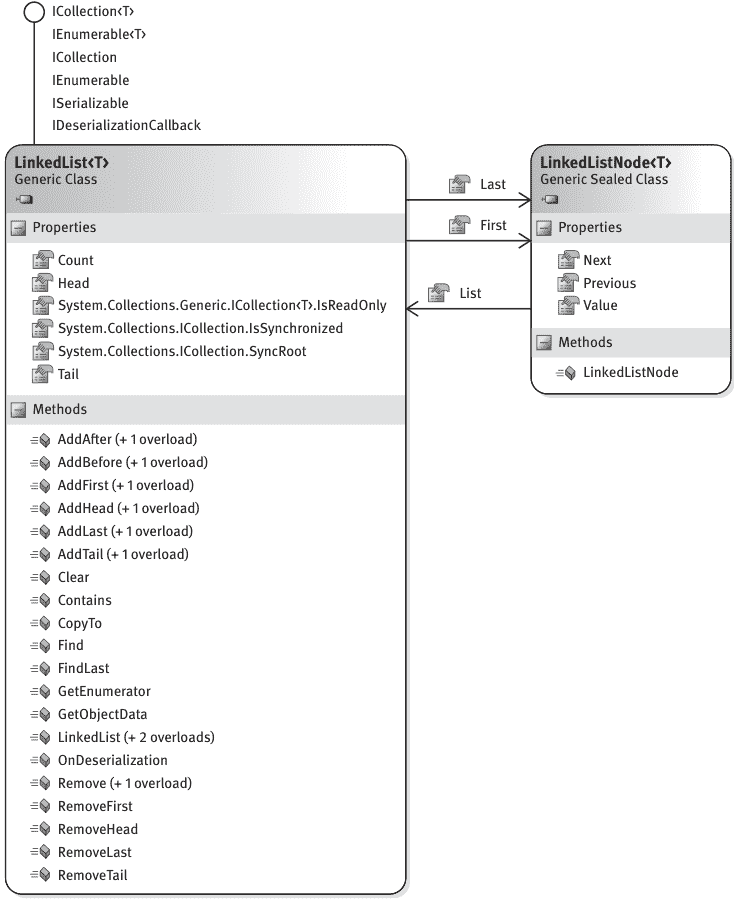 ICollection<T>
IEnumerable<T>
ICollection
IEnumerable
ISerializable
IDeserializationCallback
LinkedList<T>
Generic Class
Properties
Count
Head
System.Collections.Generic.ICollection<T>.IsReadOnly
System.Collections.ICollection.IsSynchronized
System.Collections.ICollection.SyncRoot
Tail
Methods
AddAfter (+ 1 overload)
AddBefore (+ 1 overload)
AddFirst (+ 1 overload)
AddHead (+ 1 overload)
AddLast (+ 1 overload)
AddTail (+ 1 overload)
Clear
Contains
CopyTo
Find
FindLast
GetEnumerator
GetObjectData
LinkedList (+ 2 overloads)
OnDeserialization
Remove (+ 1 overload)
RemoveFirst
RemoveHead
RemoveLast
RemoveTail
Last
First
List
LinkedListNode<T>
Generic Sealed Class
Properties
Next
Previous
Value
Methods
LinkedListNode